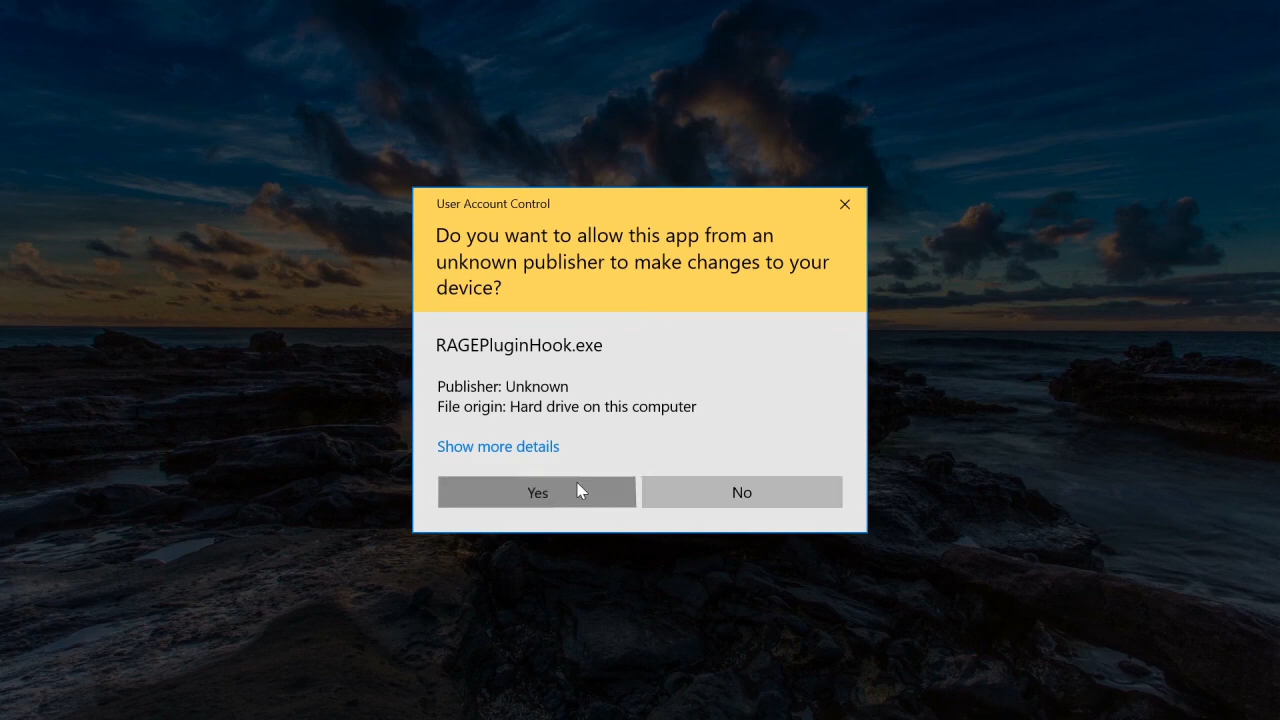 User Account Control
Do you want to allow this app from an
unknown publisher to make changes to your
device?
RAGEPluginHook.exe
Publisher: Unknown
File origin: Hard drive on this computer
Show more details
Yes
No